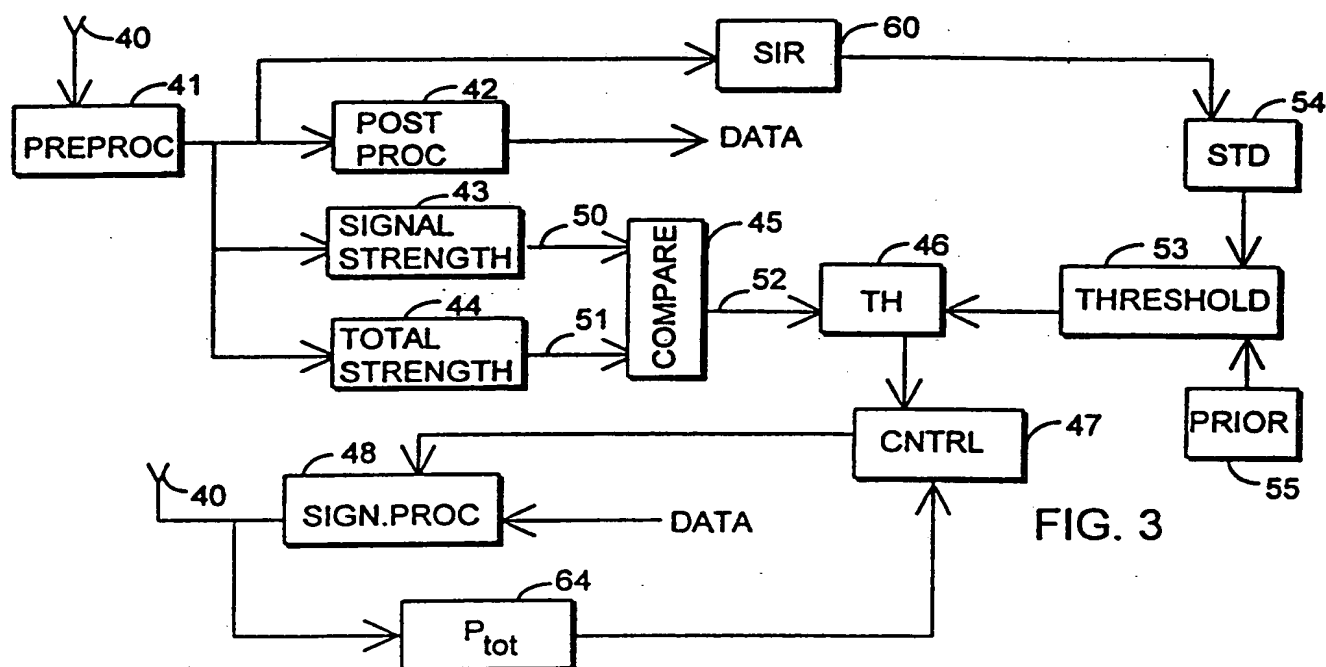 40
41
PREPROC
42
POST
PROC
DATA
SIR
60
54
STD
43
SIGNAL
STRENGTH
50
44
TOTAL
STRENGTH
51
COMPARE
45
52
46
TH
53
THRESHOLD
PRIOR
55
CNTRL
47
40
48
SIGN.PROC
DATA
64
Ptot
FIG. 3